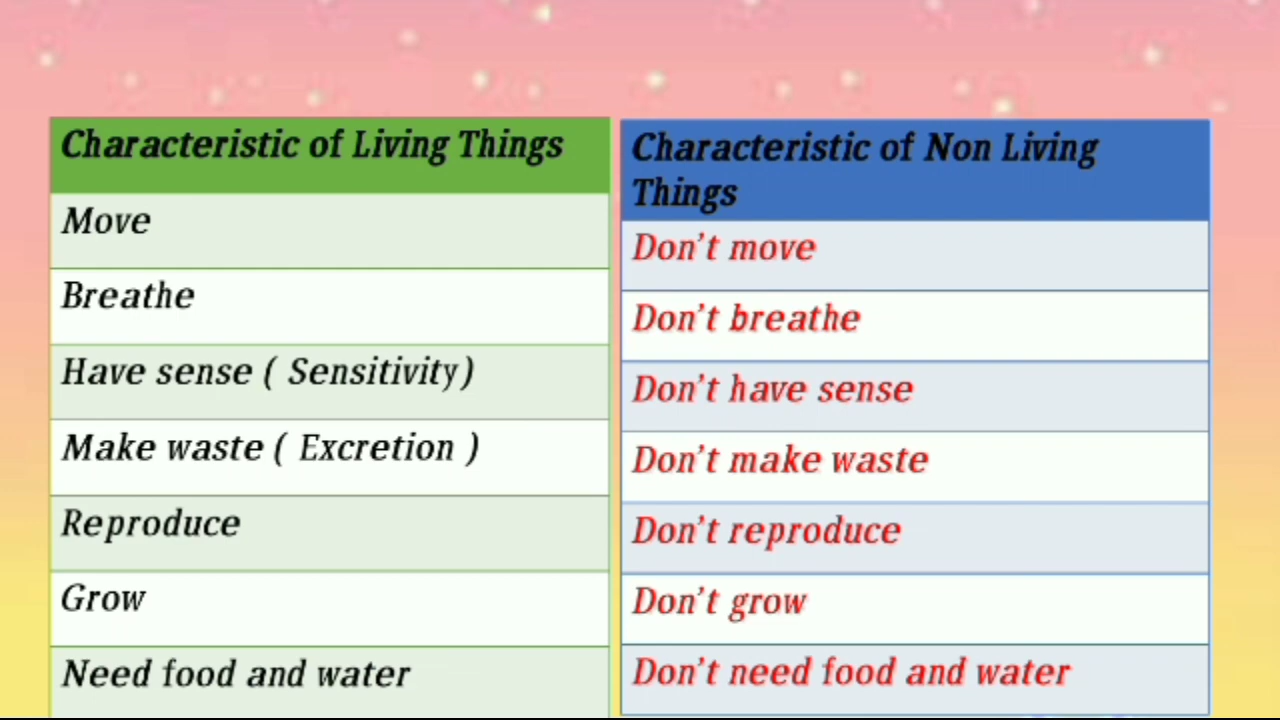 Characteristic of Living Things
Move
Breathe
Have sense ( Sensitivity)
Make waste ( Excretion )
Reproduce
Grow
Need food and water
Characteristic of Non Living
Things
Don't move
Don't breathe
Don't have sense
Don't make waste
Don't reproduce
Don't grow
Don't need food and water